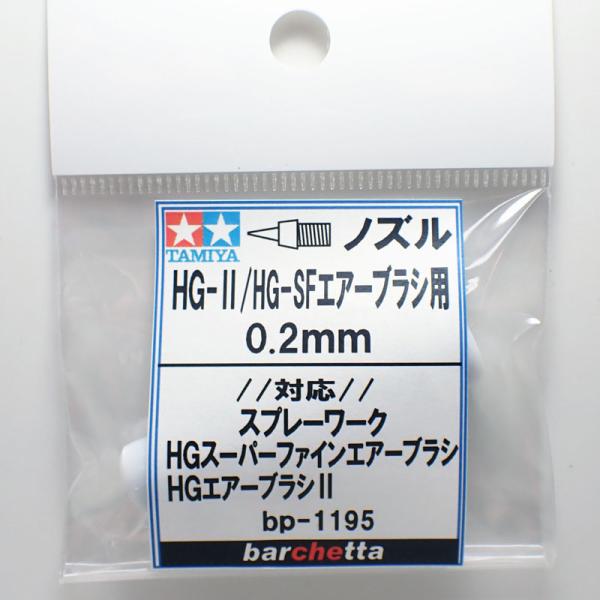 TAMIYA
ノズル
HG-II/HG-SFエアーブラシ用
0.2mm
//対応//
スプレーワーク
HGスーパーファインエアーブラシ
HGエアーブラシII
bp-1195
barchetta